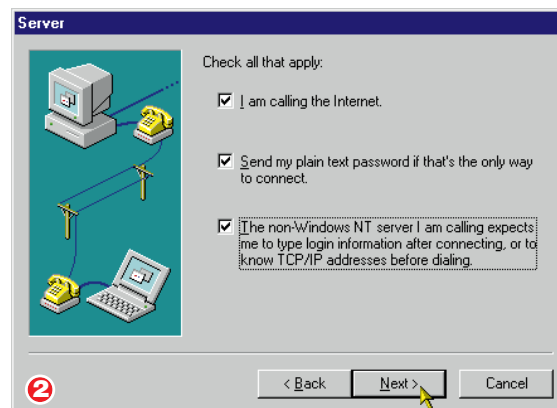 Server
Check all that apply:
I am calling the Internet.
Send my plain text password if that's the only way
to connect.
The non-Windows NT server I am calling expects
me to type login information after connecting, or to
know TCP/IP addresses before dialing.
2
< Back
Next >
Cancel